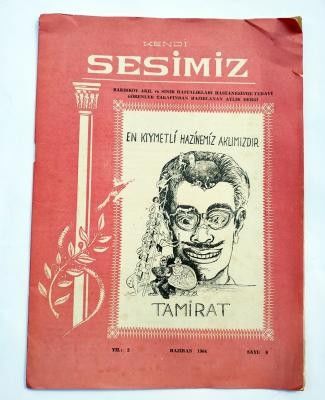 KENDİ
SESİMİZ
BAKIRKÖY AKIL ve SİNİR HASTALIKLARI HASTANESİNDE TEDAVİ
GÖRENLER TARAFINDAN HAZIRLANAN AYLIK DERGİ
EN KIYMETLİ HAZİNEMİZ AKLIMIZDIR
TAMİRAT
YIL: 2 HAZİRAN 1964 SAYI: 9